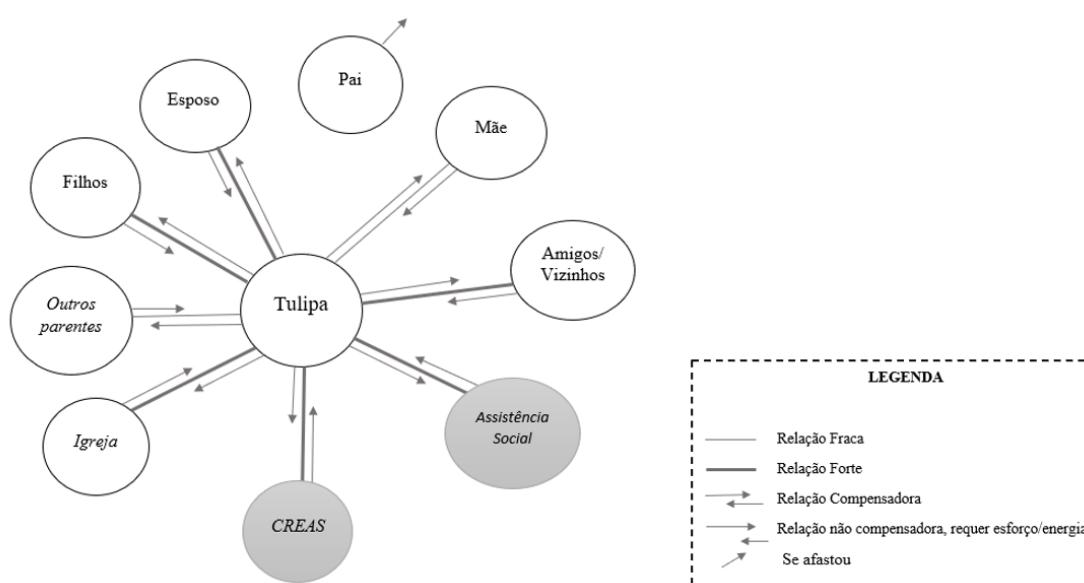 Pai
Esposo
Mãe
Filhos
Amigos/
Vizinhos
Tulipa
Outros
parentes
Igreja
Assistência
Social
CREAS
LEGENDA
Relação Fraca
Relação Forte
Relação Compensadora
Relação não compensadora, requer esforço/energia
Se afastou